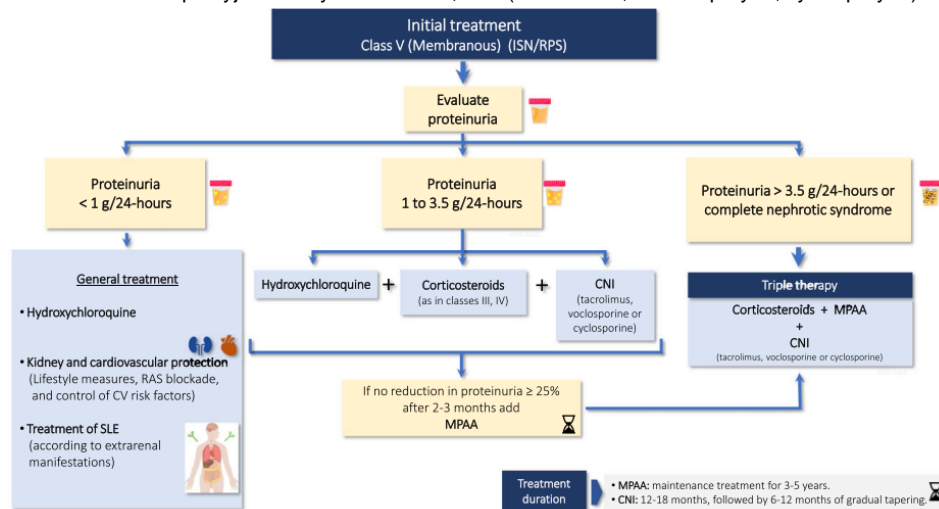 Initial treatment
Class V (Membranous) (ISN/RPS)
Evaluate
proteinuria
Proteinuria
< 1 g/24-hours
Proteinuria
1 to 3.5 g/24-hours
Proteinuria > 3.5 g/24-hours or
complete nephrotic syndrome
General treatment
• Hydroxychloroquine
• Kidney and cardiovascular protection
(Lifestyle measures, RAS blockade,
and control of CV risk factors)
• Treatment of SLE
(according to extrarenal
manifestations)
Hydroxychloroquine
+
Corticosteroids
(as in classes III, IV)
+
CNI
(tacrolimus,
voclosporine or
cyclosporine)
Triple therapy
Corticosteroids + MPAA
+
CNI
(tacrolimus, voclosporine or cyclosporine)
If no reduction in proteinuria ≥ 25%
after 2-3 months add
MPAA
Treatment
duration
• MPAA: maintenance treatment for 3-5 years.
• CNI: 12-18 months, followed by 6-12 months of gradual tapering.